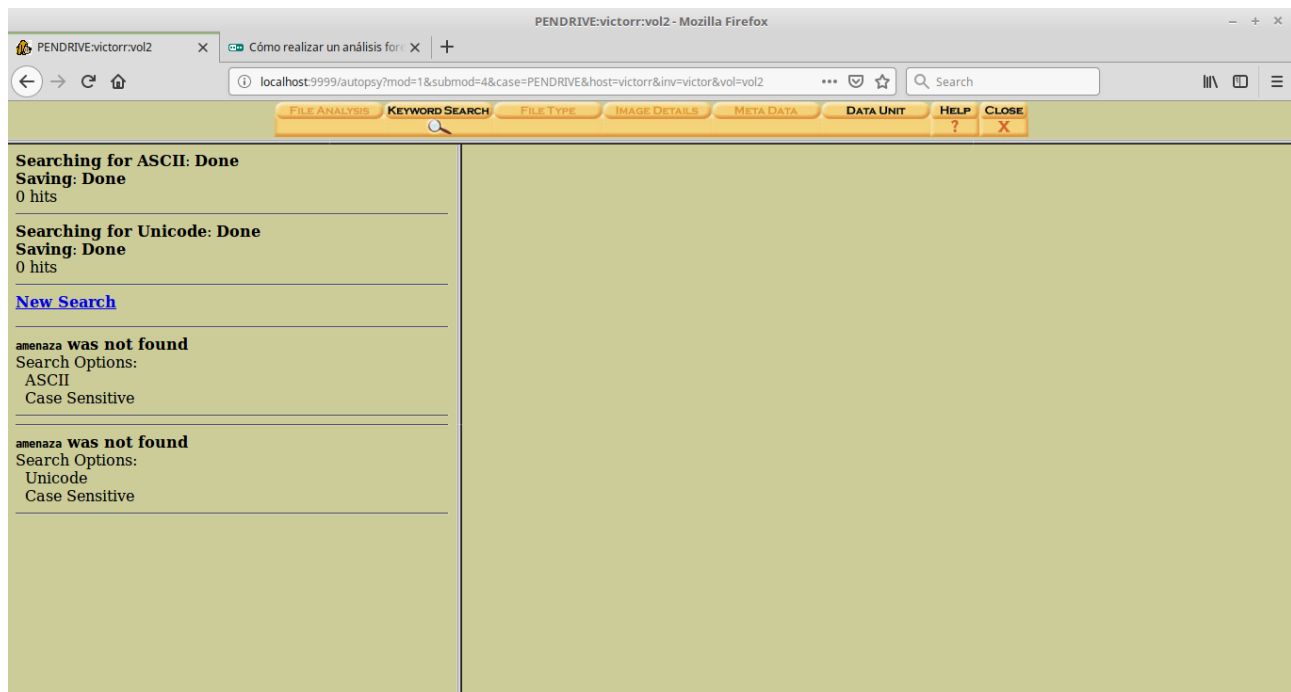 PENDRIVE:victorr:vol2 - Mozilla Firefox
PENDRIVE:victorr:vol2
Cómo realizar un análisis fore
localhost:9999/autopsy?mod=1&submod=4&case=PENDRIVE&host=victorr&inv=victor&vol=vol2
Search
FILE ANALYSIS KEYWORD SEARCH FILE TYPE IMAGE DETAILS META DATA DATA UNIT HELP CLOSE
? X
Searching for ASCII: Done
Saving: Done
0 hits
Searching for Unicode: Done
Saving: Done
0 hits
New Search
amenaza was not found
Search Options:
ASCII
Case Sensitive
amenaza was not found
Search Options:
Unicode
Case Sensitive